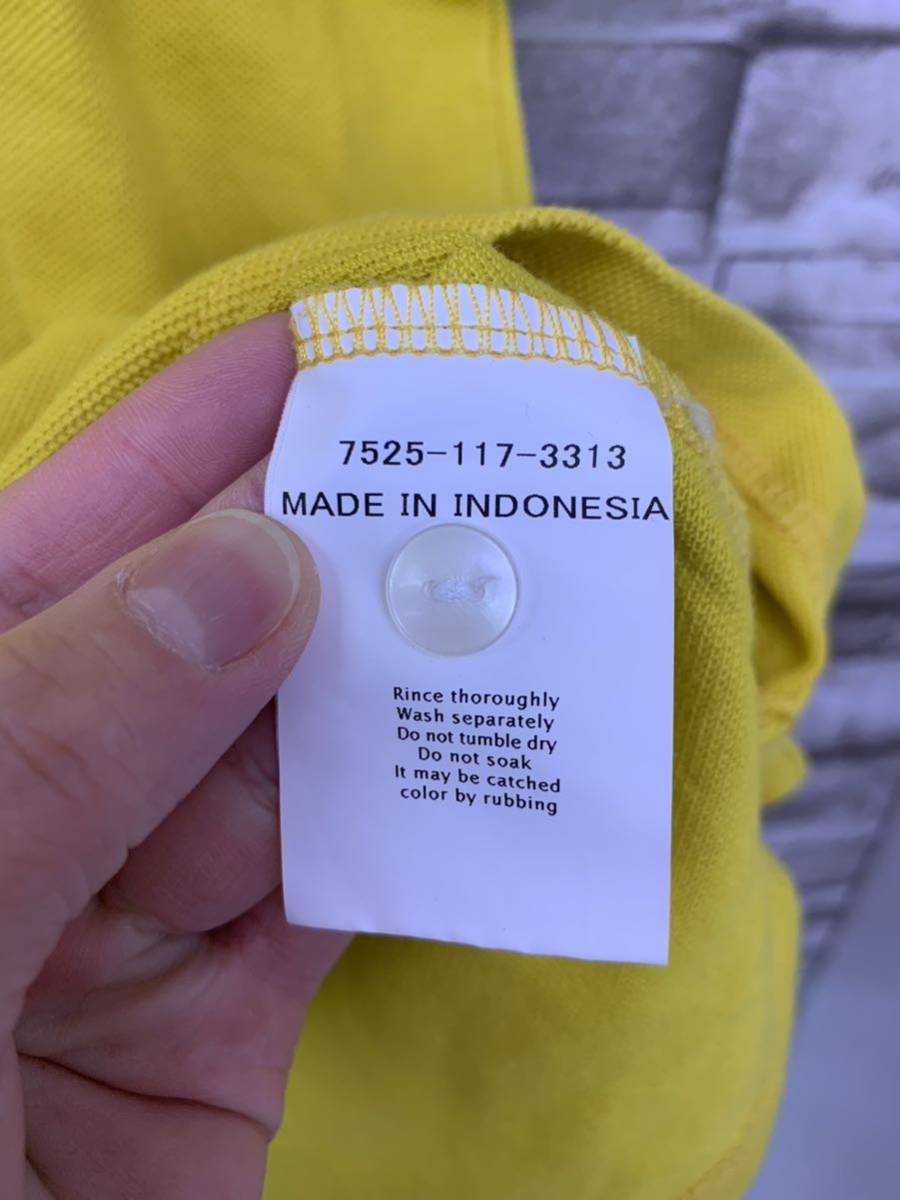 7525-117-3313
MADE IN INDONESIA
Rince thoroughly
Wash separately
Do not tumble dry
Do not soak
It may be catched
color by rubbing